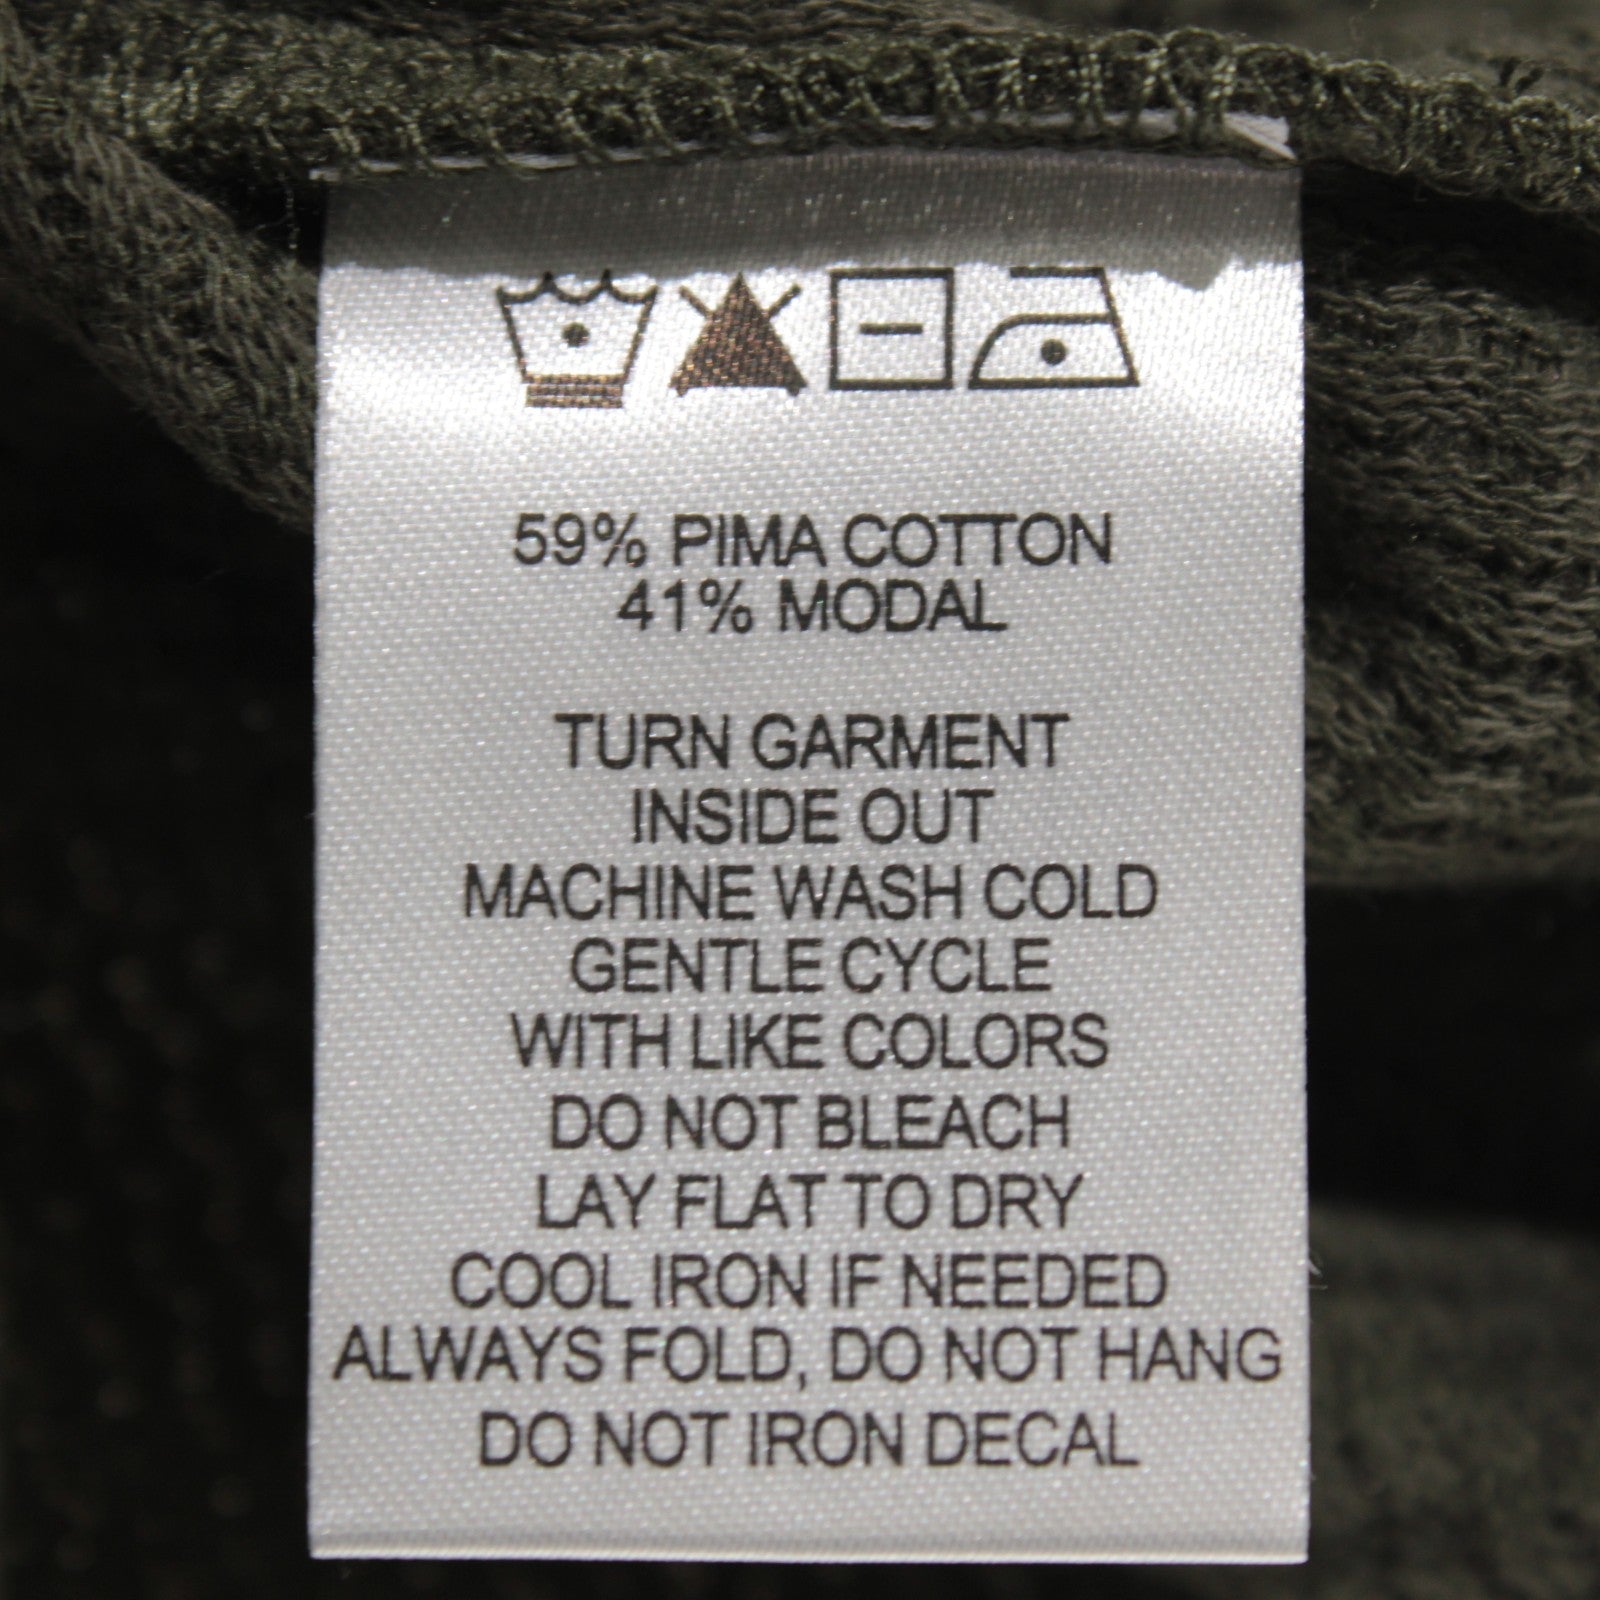 59% PIMA COTTON
41% MODAL
TURN GARMENT
INSIDE OUT
MACHINE WASH COLD
GENTLE CYCLE
WITH LIKE COLORS
DO NOT BLEACH
LAY FLAT TO DRY
COOL IRON IF NEEDED
ALWAYS FOLD, DO NOT HANG
DO NOT IRON DECAL